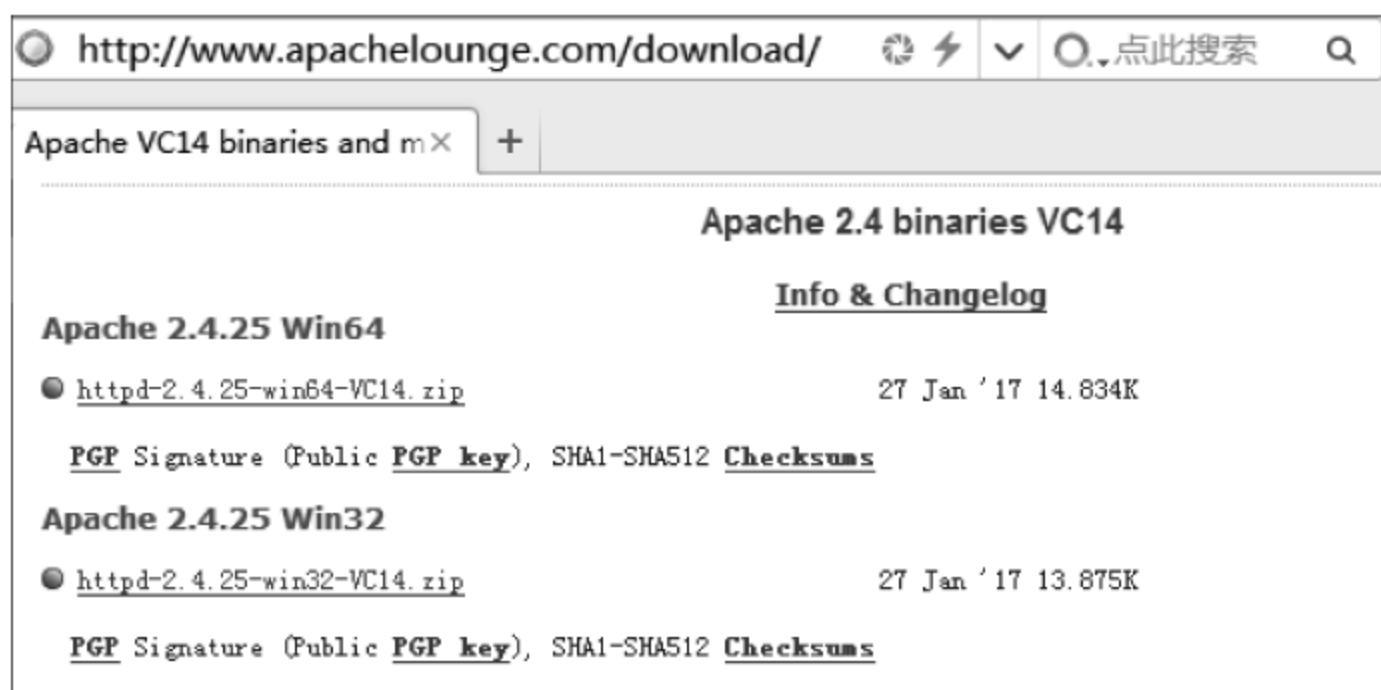 http://www.apachelounge.com/download/ 点此搜索
Apache VC14 binaries and m
Apache 2.4 binaries VC14
Info & Changelog
Apache 2.4.25 Win64
httpd-2.4.25-win64-VC14.zip 27 Jan '17 14.834K
PGP Signature (Public PGP key), SHA1-SHA512 Checksums
Apache 2.4.25 Win32
httpd-2.4.25-win32-VC14.zip 27 Jan '17 13.875K
PGP Signature (Public PGP key), SHA1-SHA512 Checksums